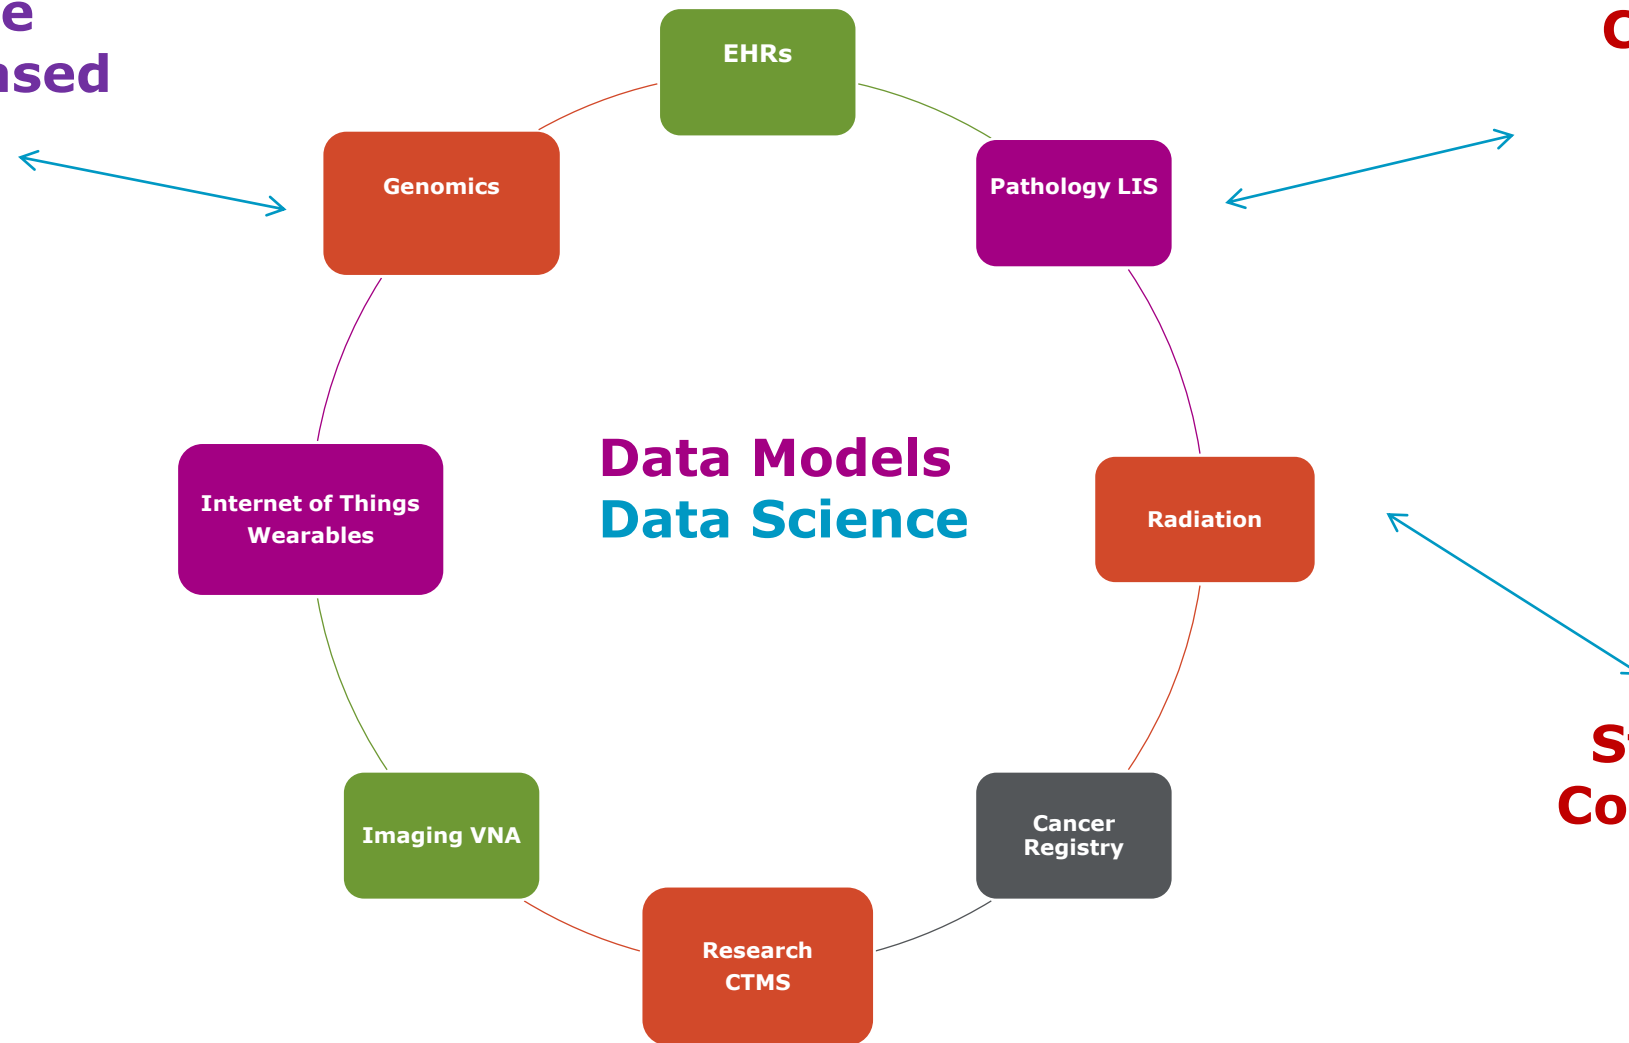 EHRs
Genomics
Pathology LIS
Data Models
Data Science
Internet of Things
Wearables
Radiation
Imaging VNA
Cancer
Registry
Research
CTMS